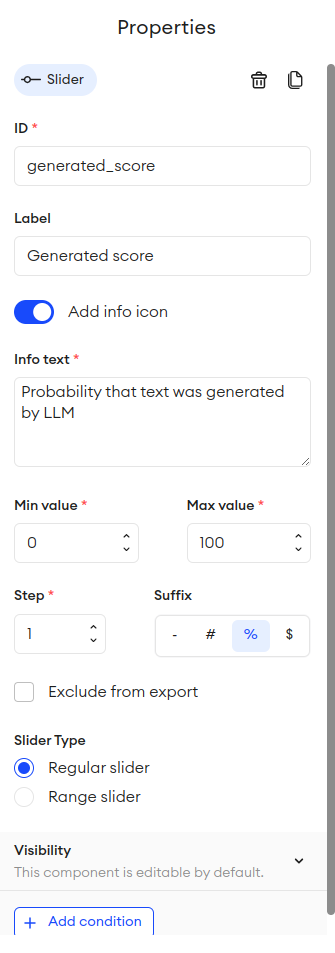 Properties
Slider
ID *
generated_score
Label
Generated score
Add info icon
Info text *
Probability that text was generated
by LLM
Min value * Max value *
0 100
Step * Suffix
1 - # % $
Exclude from export
Slider Type
Regular slider
Range slider
Visibility
This component is editable by default.
+ Add condition